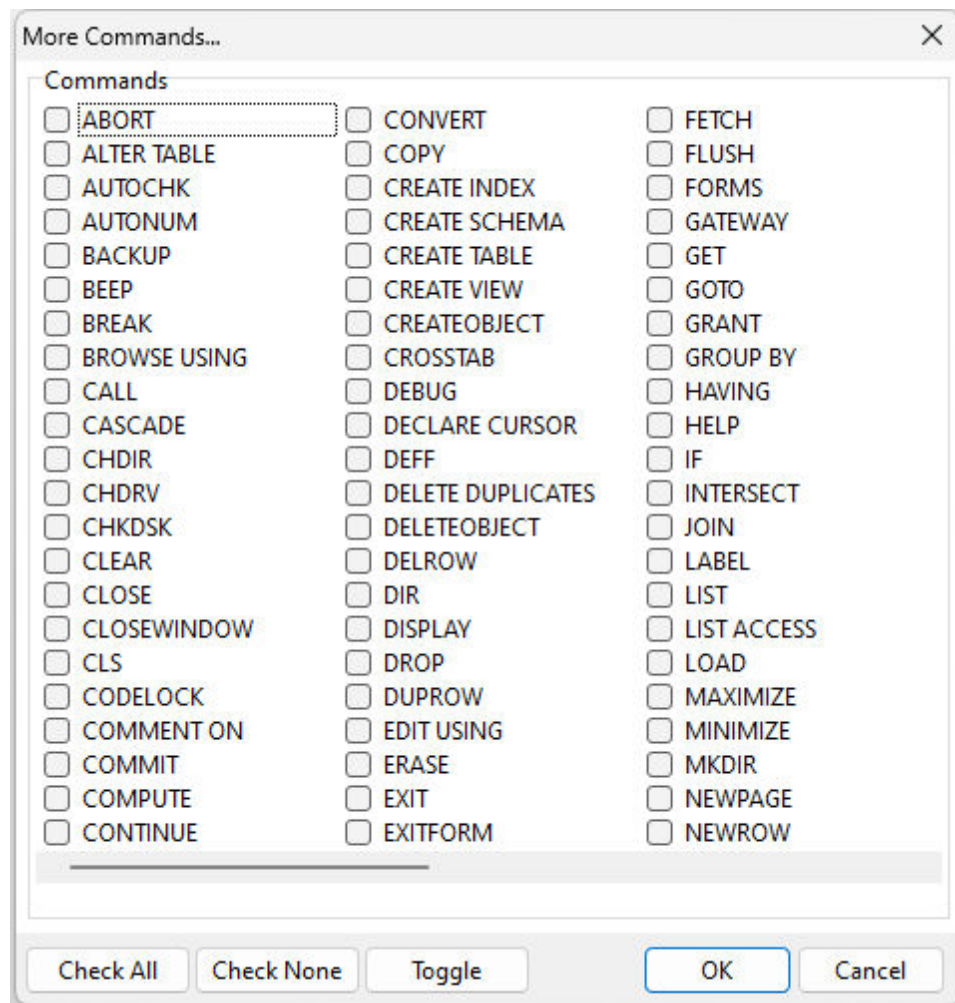 More Commands...
Commands
ABORT
ALTER TABLE
AUTOCHK
AUTONUM
BACKUP
BEEP
BREAK
BROWSE USING
CALL
CASCADE
CHDIR
CHDRV
CHKDSK
CLEAR
CLOSE
CLOSEWINDOW
CLS
CODELOCK
COMMENT ON
COMMIT
COMPUTE
CONTINUE
CONVERT
COPY
CREATE INDEX
CREATE SCHEMA
CREATE TABLE
CREATE VIEW
CREATEOBJECT
CROSSTAB
DEBUG
DECLARE CURSOR
DEFF
DELETE DUPLICATES
DELETEOBJECT
DELROW
DIR
DISPLAY
DROP
DUPROW
EDIT USING
ERASE
EXIT
EXITFORM
FETCH
FLUSH
FORMS
GATEWAY
GET
GOTO
GRANT
GROUP BY
HAVING
HELP
IF
INTERSECT
JOIN
LABEL
LIST
LIST ACCESS
LOAD
MAXIMIZE
MINIMIZE
MKDIR
NEWPAGE
NEWROW
Check All
Check None
Toggle
OK
Cancel